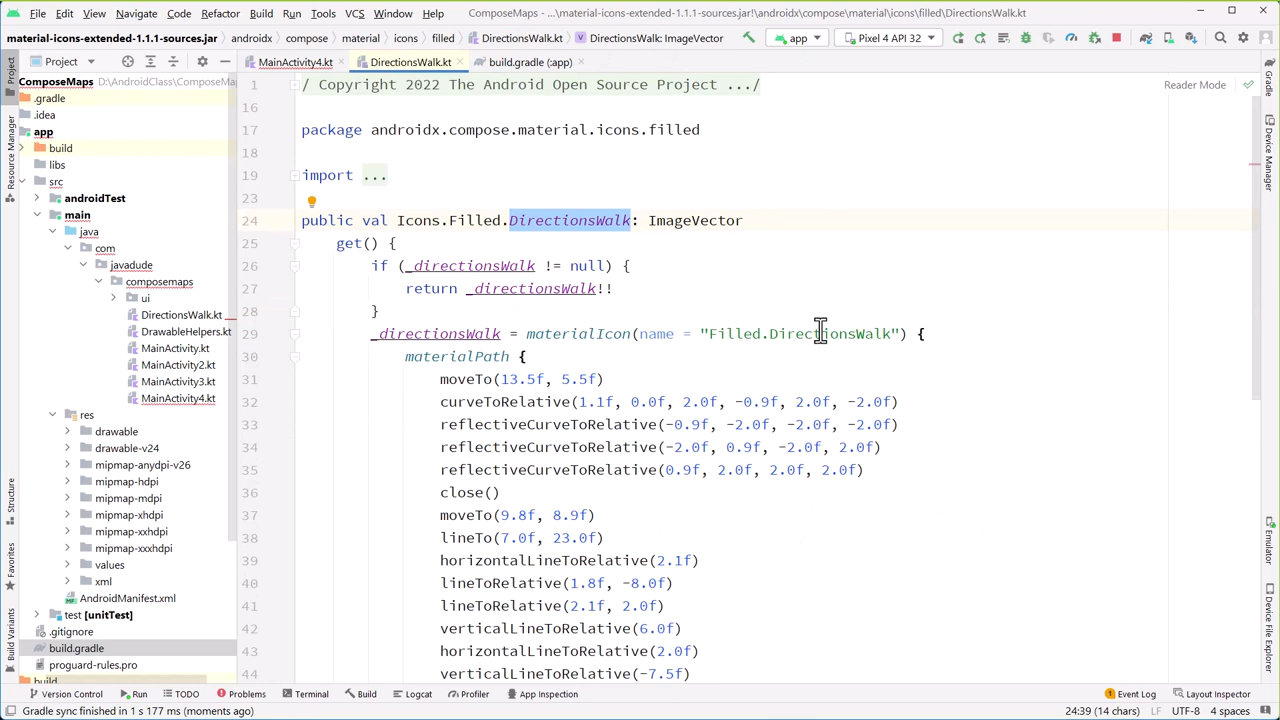 File Edit View Navigate Code Refactor Build Run Tools VCS Window Help ComposeMaps - ...\material-icons-extended-1.1.1-sources.jar!\androidx\compose\material\icons\filled\DirectionsWalk.kt
material-icons-extended-1.1.1-sources.jar androidx compose material icons filled DirectionsWalk.kt DirectionsWalk: ImageVector app Pixel 4 API 32
Project
MainActivity4.kt DirectionsWalk.kt build.gradle (:app)
ComposeMaps D:\AndroidClass\ComposeMa
.gradle
.idea
app
build
libs
src
androidTest
main
java
com
javadude
composemaps
ui
DirectionsWalk.kt
DrawableHelpers.kt
MainActivity.kt
MainActivity2.kt
MainActivity3.kt
MainActivity4.kt
res
drawable
drawable-v24
mipmap-anydpi-v26
mipmap-hdpi
mipmap-mdpi
mipmap-xhdpi
mipmap-xxhdpi
mipmap-xxxhdpi
values
xml
AndroidManifest.xml
test [unitTest]
.gitignore
build.gradle
proguard-rules.pro
build
Project
Resource Manager
Structure
Favorites
Build Variants
1 / Copyright 2022 The Android Open Source Project .../
16
17 package androidx.compose.material.icons.filled
18
19 import ...
23
24 public val Icons.Filled.DirectionsWalk: ImageVector
25 get() {
26 if (_directionsWalk != null) {
27 return _directionsWalk!!
28 }
29 _directionsWalk = materialIcon(name = "Filled.DirectionsWalk") {
30 materialPath {
31 moveTo(13.5f, 5.5f)
32 curveToRelative(1.1f, 0.0f, 2.0f, -0.9f, 2.0f, -2.0f)
33 reflectiveCurveToRelative(-0.9f, -2.0f, -2.0f, -2.0f)
34 reflectiveCurveToRelative(-2.0f, 0.9f, -2.0f, 2.0f)
35 reflectiveCurveToRelative(0.9f, 2.0f, 2.0f, 2.0f)
36 close()
37 moveTo(9.8f, 8.9f)
38 lineTo(7.0f, 23.0f)
39 horizontalLineToRelative(2.1f)
40 lineToRelative(1.8f, -8.0f)
41 lineToRelative(2.1f, 2.0f)
42 verticalLineToRelative(6.0f)
43 horizontalLineToRelative(2.0f)
44 verticalLineToRelative(-7.5f)
Reader Mode
Gradle
Device Manager
Emulator
Device File Explorer
Version Control Run TODO Problems Terminal Build Logcat Profiler App Inspection Event Log Layout Inspector
Gradle sync finished in 1 s 177 ms (moments ago) 24:39 (14 chars) LF UTF-8 4 spaces